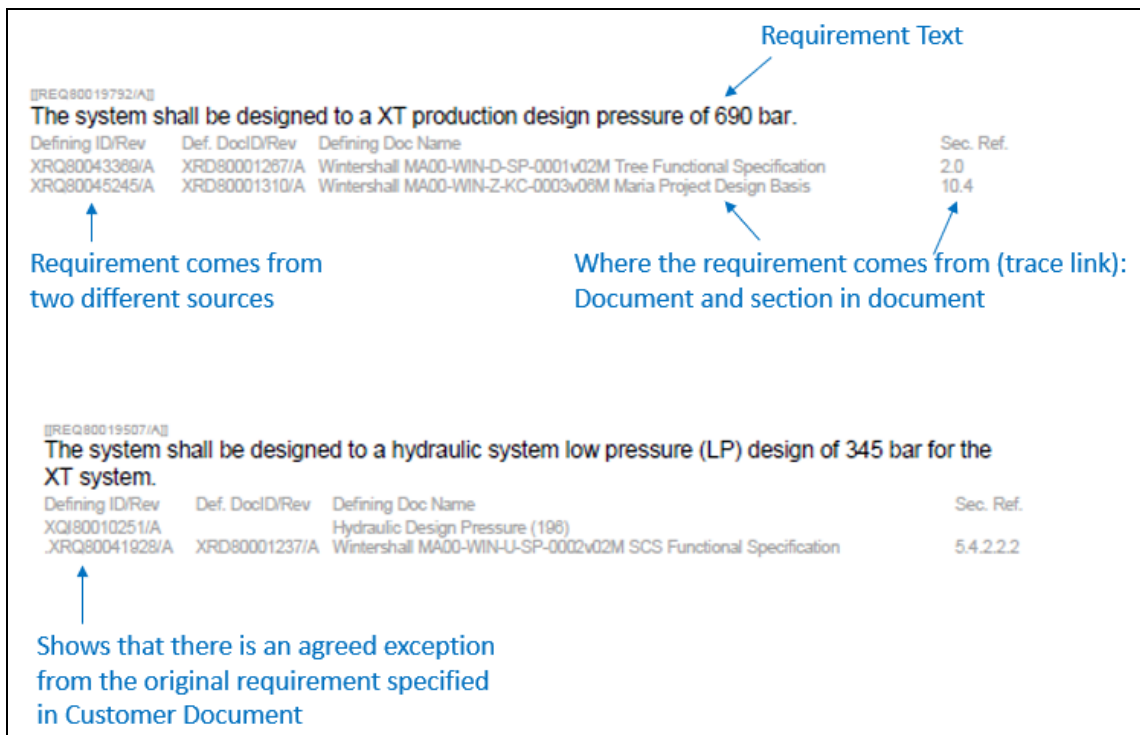 Requirement Text
[[REQ80019792/A]]
The system shall be designed to a XT production design pressure of 690 bar.
Defining ID/Rev Def. DocID/Rev Defining Doc Name Sec. Ref.
XRQ80043369/A XRD80001267/A Wintershall MA00-WIN-D-SP-0001v02M Tree Functional Specification 2.0
XRQ80045245/A XRD80001310/A Wintershall MA00-WIN-Z-KC-0003v06M Maria Project Design Basis 10.4
Requirement comes from
two different sources
Where the requirement comes from (trace link):
Document and section in document
[[REQ80019507/A]]
The system shall be designed to a hydraulic system low pressure (LP) design of 345 bar for the
XT system.
Defining ID/Rev Def. DocID/Rev Defining Doc Name Sec. Ref.
XQI80010251/A Hydraulic Design Pressure (196)
.XRQ80041928/A XRD80001237/A Wintershall MA00-WIN-U-SP-0002v02M SCS Functional Specification 5.4.2.2.2
Shows that there is an agreed exception
from the original requirement specified
in Customer Document